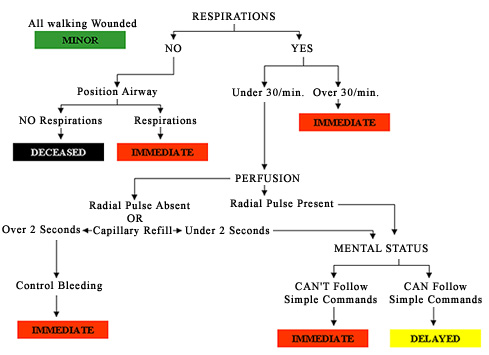 RESPIRATIONS
All walking Wounded
MINOR
NO
YES
Position Airway
Under 30/min.
Over 30/min.
NO Respirations
Respirations
IMMEDIATE
DECEASED
IMMEDIATE
PERFUSION
Radial Pulse Absent
OR
Radial Pulse Present
Over 2 Seconds
Capillary Refill
Under 2 Seconds
MENTAL STATUS
Control Bleeding
CAN'T Follow
Simple Commands
CAN Follow
Simple Commands
IMMEDIATE
IMMEDIATE
DELAYED